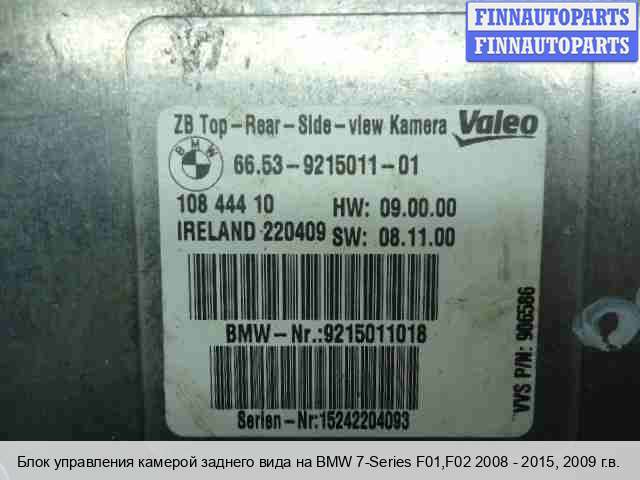 FINNAUTOPARTS
FINNAUTOPARTS
ZB Top-Rear-Side-view Kamera Valeo
BMW 66.53-9215011-01
108 444 10 HW: 09.00.00
IRELAND 220409 SW: 08.11.00
BMW-Nr.:9215011018
Serien-Nr:15242204093
VVS P/N: 906586
Блок управления камерой заднего вида на BMW 7-Series F01,F02 2008 - 2015, 2009 г.в.